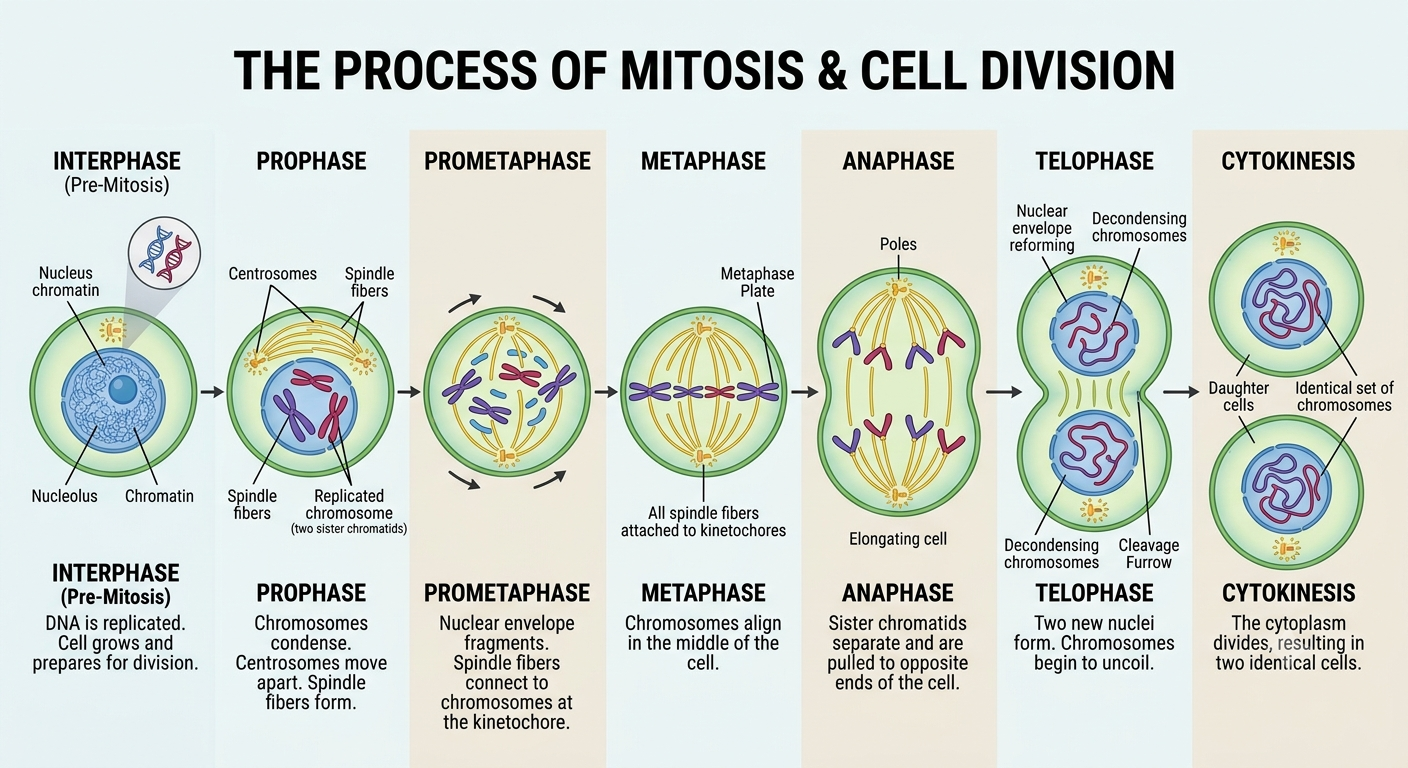 THE PROCESS OF MITOSIS & CELL DIVISION
INTERPHASE
(Pre-Mitosis)
Nucleus
chromatin
Nucleolus
Chromatin
INTERPHASE
(Pre-Mitosis)
DNA is replicated.
Cell grows and
prepares for division.
PROPHASE
Centrosomes
Spindle
fibers
Spindle
fibers
Replicated
chromosome
(two sister chromatids)
PROPHASE
Chromosomes
condense.
Centrosomes move
apart. Spindle
fibers form.
PROMETAPHASE
PROMETAPHASE
Nuclear envelope
fragments.
Spindle fibers
connect to
chromosomes at
the kinetochore.
METAPHASE
Metaphase
Plate
All spindle fibers
attached to kinetochores
METAPHASE
Chromosomes align
in the middle of the
cell.
ANAPHASE
Poles
Elongating cell
ANAPHASE
Sister chromatids
separate and are
pulled to opposite
ends of the cell.
TELOPHASE
Nuclear
envelope
reforming
Decondensing
chromosomes
Decondensing
chromosomes
Cleavage
Furrow
TELOPHASE
Two new nuclei
form. Chromosomes
begin to uncoil.
CYTOKINESIS
Daughter
cells
Identical set of
chromosomes
CYTOKINESIS
The cytoplasm
divides, resulting in
two identical cells.